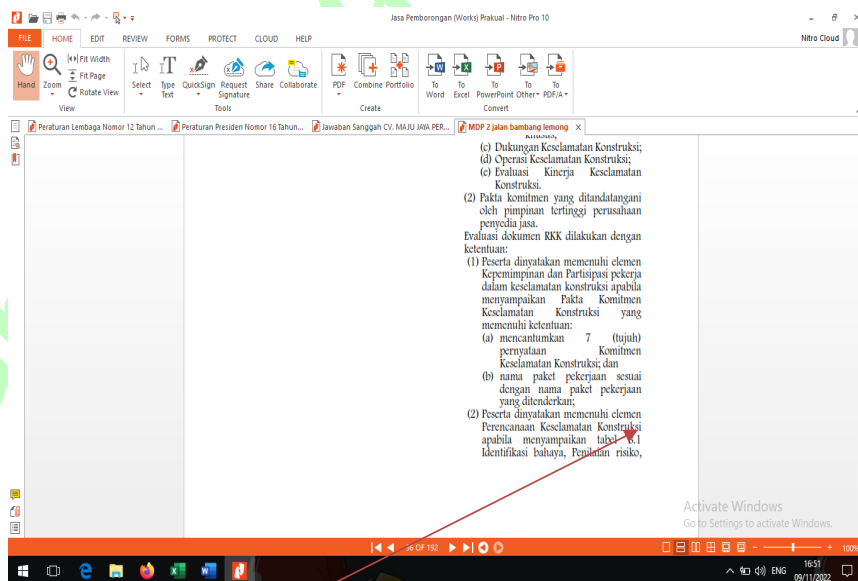 Jasa Pemborongan (Works) Prakual - Nitro Pro 10
FILE HOME EDIT REVIEW FORMS PROTECT CLOUD HELP
Nitro Cloud
Hand
Zoom
Fit Width
Fit Page
Rotate View
View
Select
Type Text
QuickSign
Request Signature
Share
Collaborate
Tools
PDF
Combine
Portfolio
Create
To Word
To Excel
To PowerPoint
To Other
To PDF/A
Convert
Peraturan Lembaga Nomor 12 Tahun ...
Peraturan Presiden Nomor 16 Tahun...
Jawaban Sanggah CV. MAJU JAYA PER...
MDP 2 jalan bambang lemong
khusus;
(c) Dukungan Keselamatan Konstruksi;
(d) Operasi Keselamatan Konstruksi;
(e) Evaluasi Kinerja Keselamatan
Konstruksi.
(2) Pakta komitmen yang ditandatangani
oleh pimpinan tertinggi perusahaan
penyedia jasa.
Evaluasi dokumen RKK dilakukan dengan
ketentuan:
(1) Peserta dinyatakan memenuhi elemen
Kepemimpinan dan Partisipasi pekerja
dalam keselamatan konstruksi apabila
menyampaikan Pakta Komitmen
Keselamatan Konstruksi yang
memenuhi ketentuan:
(a) mencantumkan 7 (tujuh)
pernyataan Komitmen
Keselamatan Konstruksi; dan
(b) nama paket pekerjaan sesuai
dengan nama paket pekerjaan
yang ditenderkan;
(2) Peserta dinyatakan memenuhi elemen
Perencanaan Keselamatan Konstruksi
apabila menyampaikan tabel
Identifikasi bahaya, Penilaian risiko,
Activate Windows
Go to Settings to activate Windows.
OF 192
100%
ENG
16:51
09/11/2022